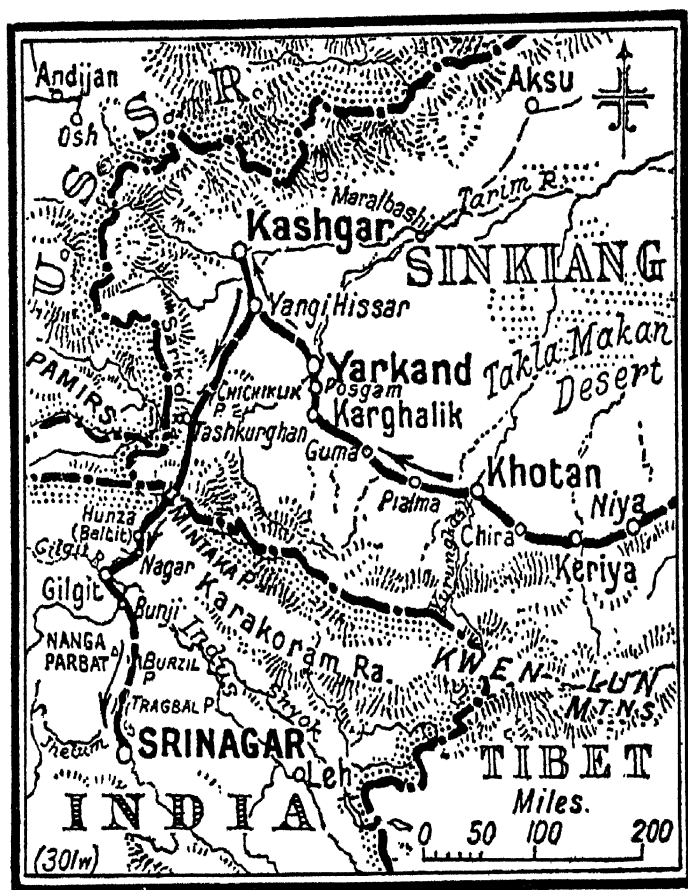 Andijan
Osh
U. S. S. R.
Aksu
Maralbashi
Tarim R.
Kashgar
SINKIANG
Yangi Hissar
Sarikol
Takla Makan
Desert
Yarkand
Posgam
PAMIRS
CHICHIKLIK
P.
Karghalik
Tashkurghan
Guma
Khotan
Pialma
Niya
Chira
Keriya
Hunza
(Baltit)
MINTAKA P.
Gilgit R.
Nagar
Karakoram Ra.
Gilgit
Bunji
Indus
NANGA
PARBAT
BURZIL
P.
Shyok
KWEN-LUN
MTNS
TRAGBAL P.
Jhelum
SRINAGAR
Leh
TIBET
INDIA
Miles.
0 50 100 200
(301w)